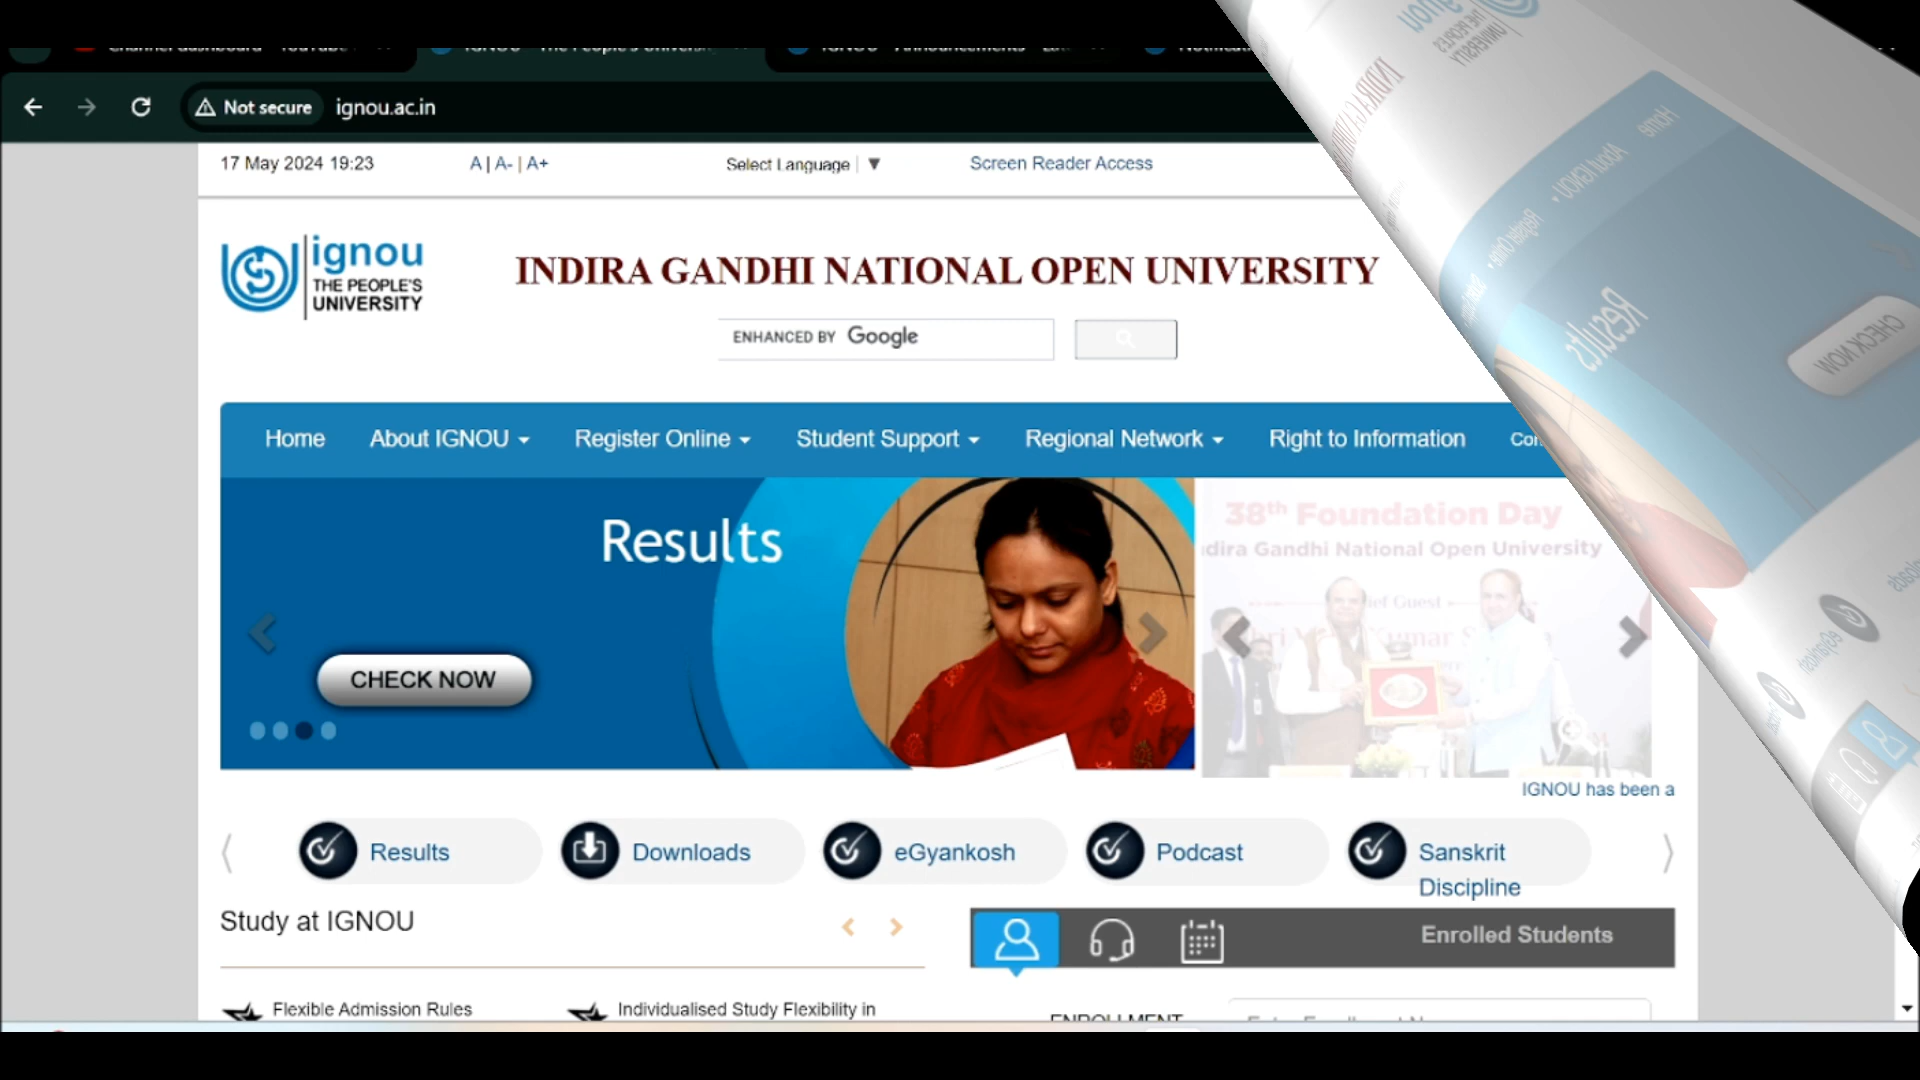 Not secure ignou.ac.in
17 May 2024 19:23 A | A- | A+ Select Language ▼ Screen Reader Access
ignou
THE PEOPLE'S
UNIVERSITY
INDIRA GANDHI NATIONAL OPEN UNIVERSITY
ENHANCED BY Google
Home About IGNOU Register Online Student Support Regional Network Right to Information
Results
CHECK NOW
38th Foundation Day
dira Gandhi National Open University
IGNOU has been a
Results Downloads eGyankosh Podcast Sanskrit
Discipline
Study at IGNOU
Enrolled Students
Flexible Admission Rules Individualised Study Flexibility in